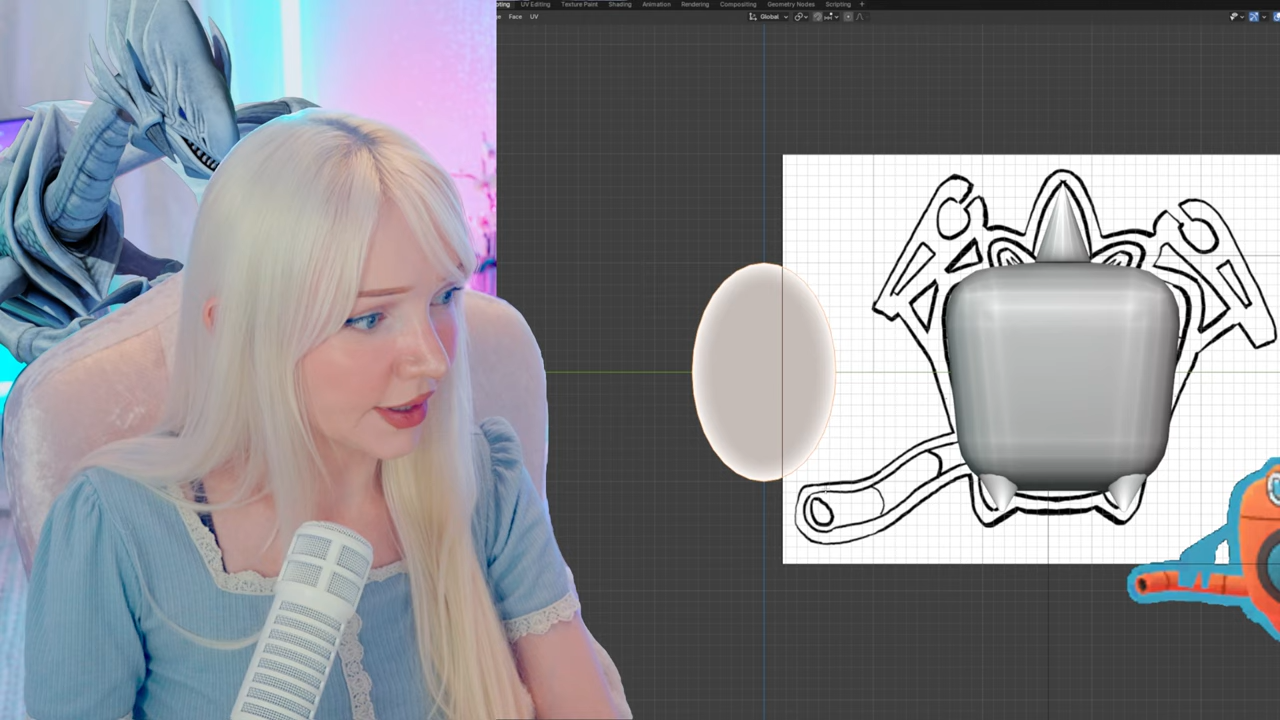 UV Editing Texture Paint Shading Animation Rendering Compositing Geometry Nodes Scripting +
Face UV Global